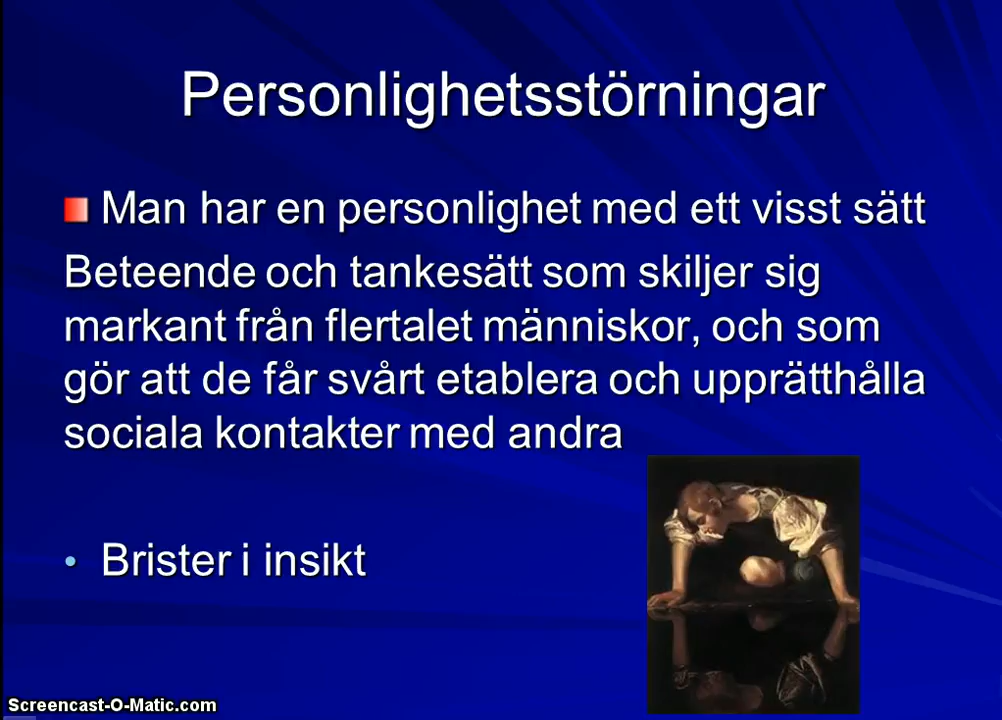 Personlighetsstörningar
Man har en personlighet med ett visst sätt
Beteende och tankesätt som skiljer sig
markant från flertalet människor, och som
gör att de får svårt etablera och upprätthålla
sociala kontakter med andra
• Brister i insikt
Screencast-O-Matic.com